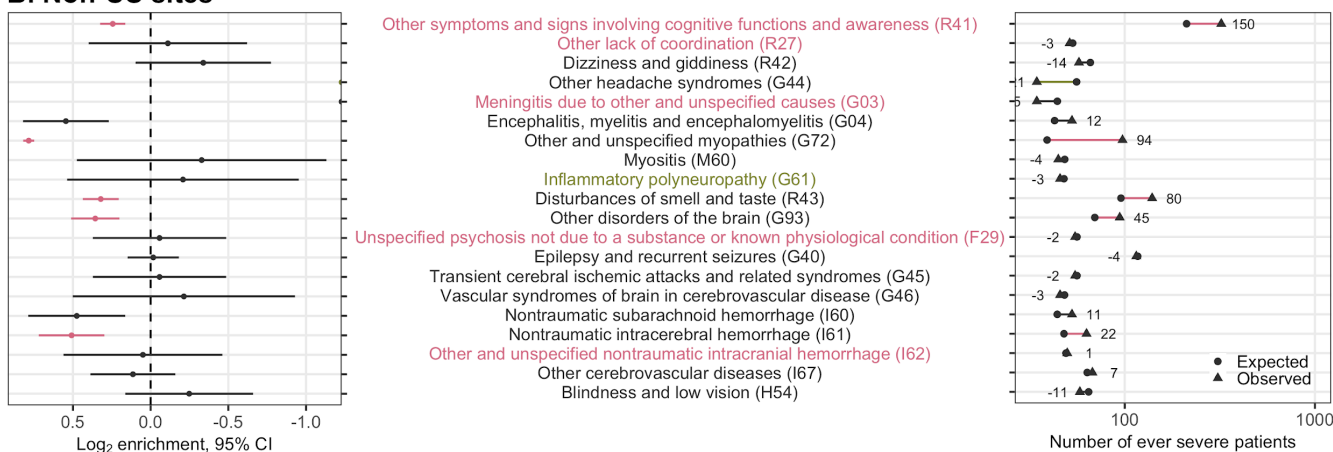 Other symptoms and signs involving cognitive functions and awareness (R41)
150
Other lack of coordination (R27)
-3
Dizziness and giddiness (R42)
-14
Other headache syndromes (G44)
1
Meningitis due to other and unspecified causes (G03)
Encephalitis, myelitis and encephalomyelitis (G04)
12
Other and unspecified myopathies (G72)
94
Myositis (M60)
-4
Inflammatory polyneuropathy (G61)
-3
Disturbances of smell and taste (R43)
80
Other disorders of the brain (G93)
45
Unspecified psychosis not due to a substance or known physiological condition (F29)
-2
Epilepsy and recurrent seizures (G40)
-4
Transient cerebral ischemic attacks and related syndromes (G45)
-2
Vascular syndromes of brain in cerebrovascular disease (G46)
-3
Nontraumatic subarachnoid hemorrhage (I60)
11
Nontraumatic intracerebral hemorrhage (I61)
22
Other and unspecified nontraumatic intracranial hemorrhage (I62)
1
Other cerebrovascular diseases (I67)
7
Blindness and low vision (H54)
-11
Expected
Observed
0.5 0.0 -0.5 -1.0
Log₂ enrichment, 95% CI
100 1000
Number of ever severe patients